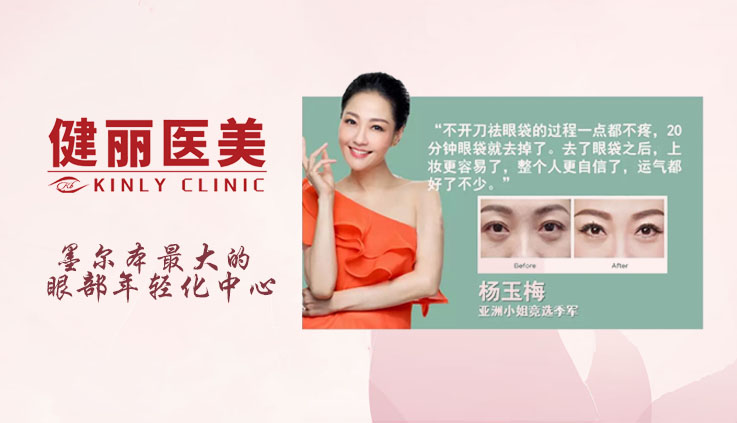 健丽医美
KINLY CLINIC
墨尔本最大的
眼部年轻化中心
“不开刀祛眼袋的过程一点都不疼，20
分钟眼袋就去掉了。去了眼袋之后，上
妆更容易了，整个人更自信了，运气都
好了不少。”
Before
After
杨玉梅
亚洲小姐竞选季军